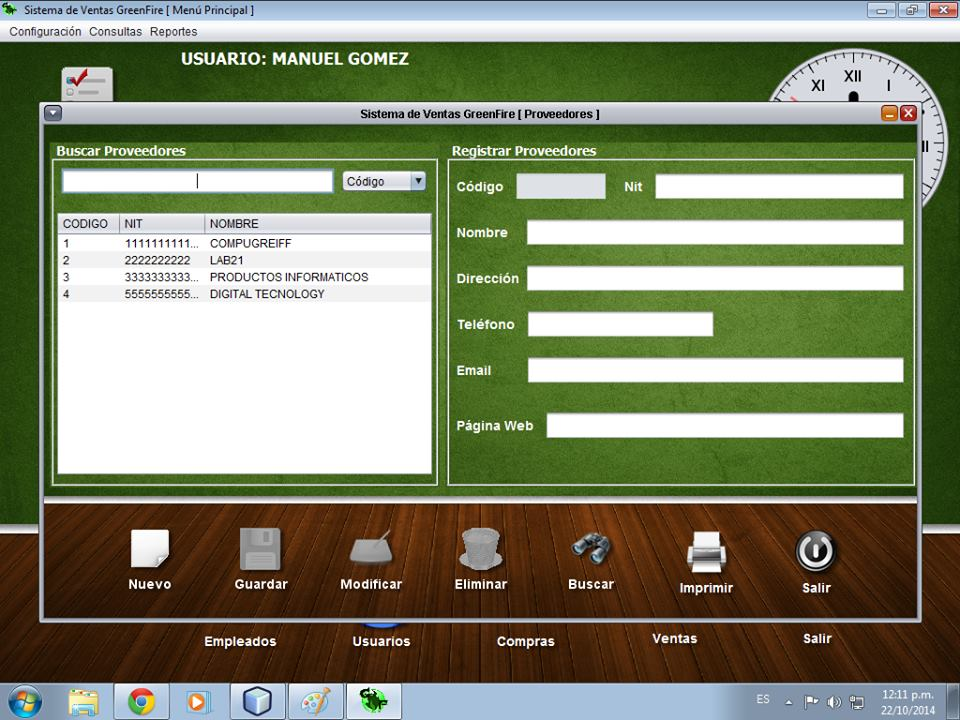 Sistema de Ventas GreenFire [ Menú Principal ]
Configuración Consultas Reportes
USUARIO: MANUEL GOMEZ
XI XII I
II
Sistema de Ventas GreenFire [ Proveedores ]
Buscar Proveedores
Código
CODIGO NIT NOMBRE
1 1111111111... COMPUGREIFF
2 2222222222 LAB21
3 3333333333... PRODUCTOS INFORMATICOS
4 5555555555... DIGITAL TECNOLOGY
Registrar Proveedores
Código Nit
Nombre
Dirección
Teléfono
Email
Página Web
Nuevo Guardar Modificar Eliminar Buscar Imprimir Salir
Empleados Usuarios Compras Ventas Salir
ES
12:11 p.m.
22/10/2014